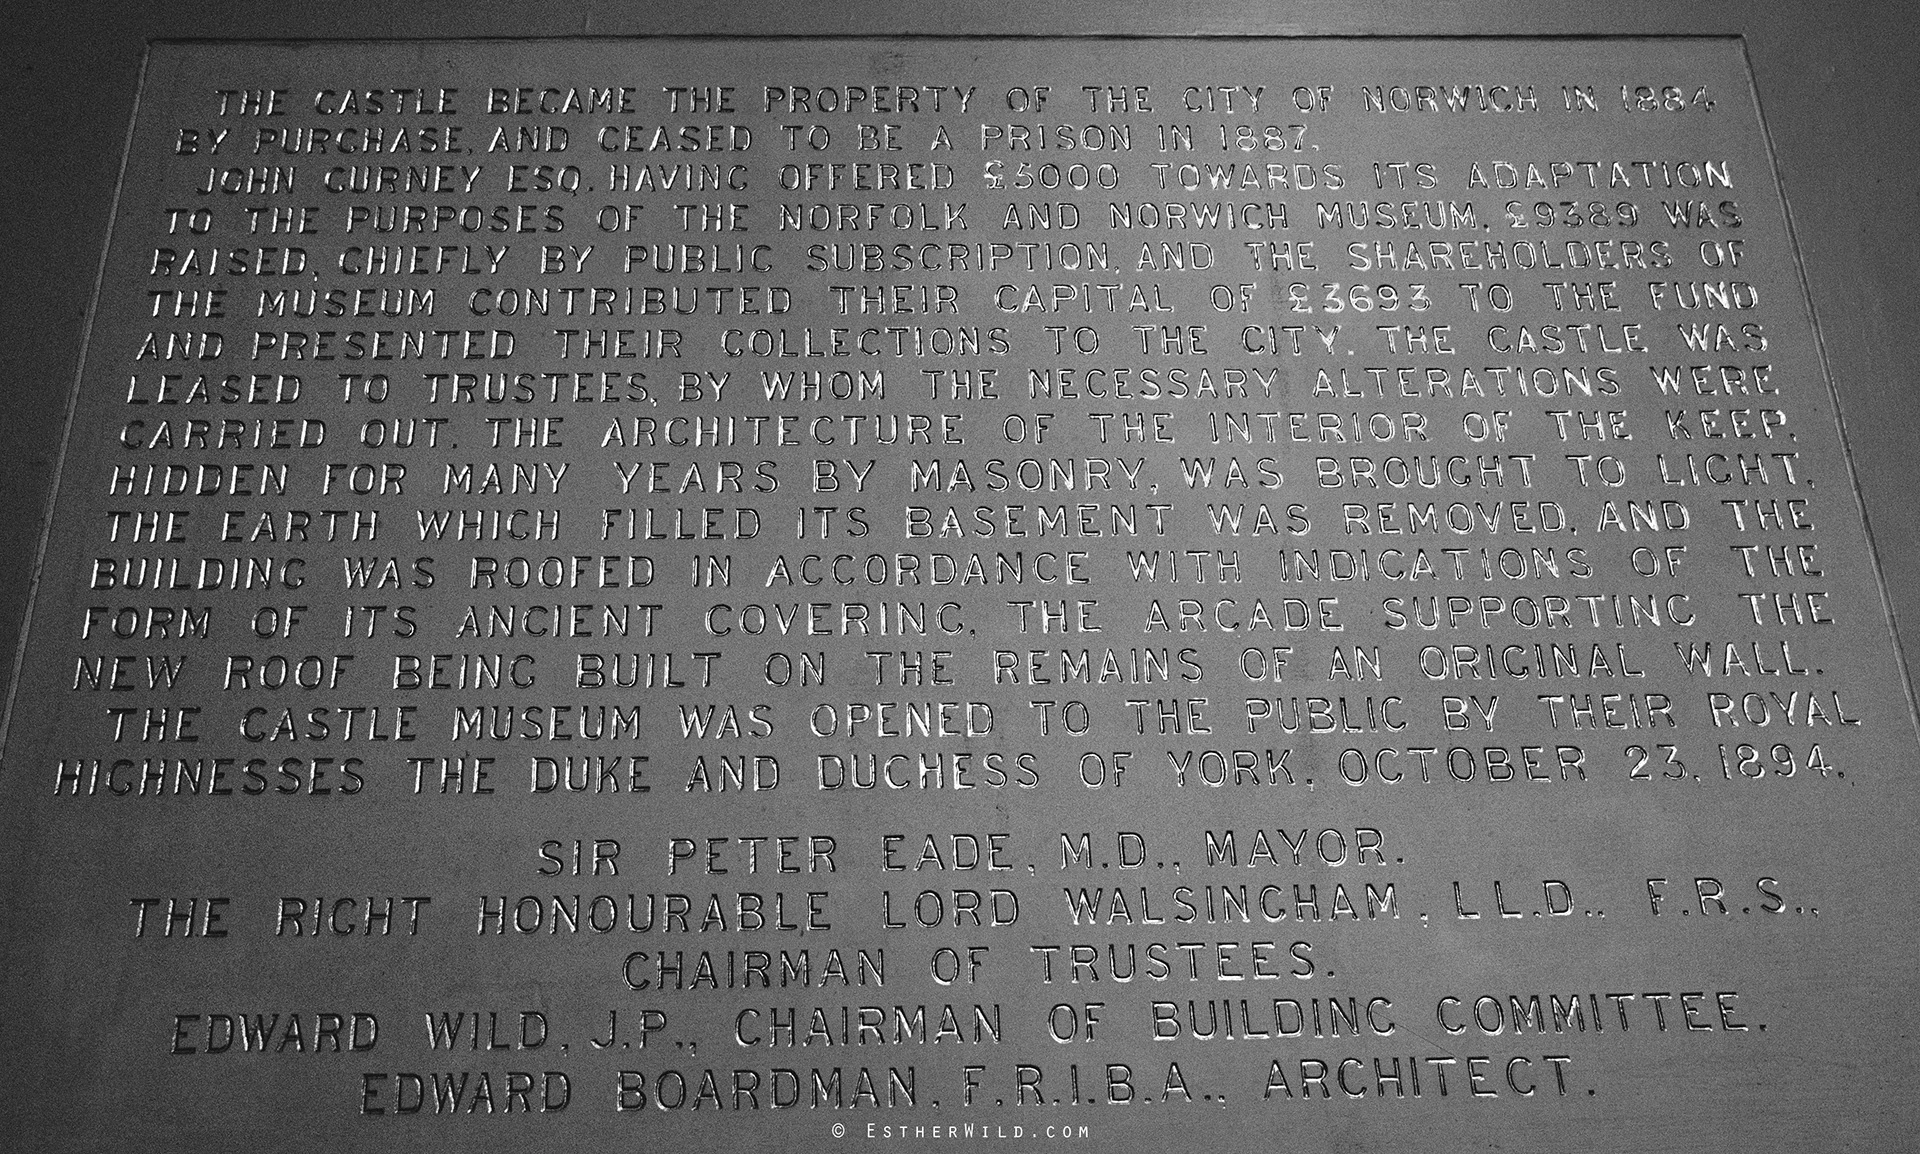 THE CASTLE BECAME THE PROPERTY OF THE CITY OF NORWICH IN 1884
BY PURCHASE, AND CEASED TO BE A PRISON IN 1887.
JOHN GURNEY ESQ. HAVING OFFERED £5000 TOWARDS ITS ADAPTATION
TO THE PURPOSES OF THE NORFOLK AND NORWICH MUSEUM, £9389 WAS
RAISED, CHIEFLY BY PUBLIC SUBSCRIPTION, AND THE SHAREHOLDERS OF
THE MUSEUM CONTRIBUTED THEIR CAPITAL OF £3693 TO THE FUND
AND PRESENTED THEIR COLLECTIONS TO THE CITY. THE CASTLE WAS
LEASED TO TRUSTEES, BY WHOM THE NECESSARY ALTERATIONS WERE
CARRIED OUT. THE ARCHITECTURE OF THE INTERIOR OF THE KEEP,
HIDDEN FOR MANY YEARS BY MASONRY, WAS BROUGHT TO LIGHT,
THE EARTH WHICH FILLED ITS BASEMENT WAS REMOVED, AND THE
BUILDING WAS ROOFED IN ACCORDANCE WITH INDICATIONS OF THE
FORM OF ITS ANCIENT COVERING, THE ARCADE SUPPORTING THE
NEW ROOF BEING BUILT ON THE REMAINS OF AN ORIGINAL WALL.
THE CASTLE MUSEUM WAS OPENED TO THE PUBLIC BY THEIR ROYAL
HIGHNESSES THE DUKE AND DUCHESS OF YORK, OCTOBER 23, 1894.
SIR PETER EADE, M.D., MAYOR.
THE RIGHT HONOURABLE LORD WALSINGHAM, LL.D., F.R.S.,
CHAIRMAN OF TRUSTEES.
EDWARD WILD, J.P., CHAIRMAN OF BUILDING COMMITTEE.
EDWARD BOARDMAN, F.R.I.B.A., ARCHITECT.
© ESTHERWILD.COM